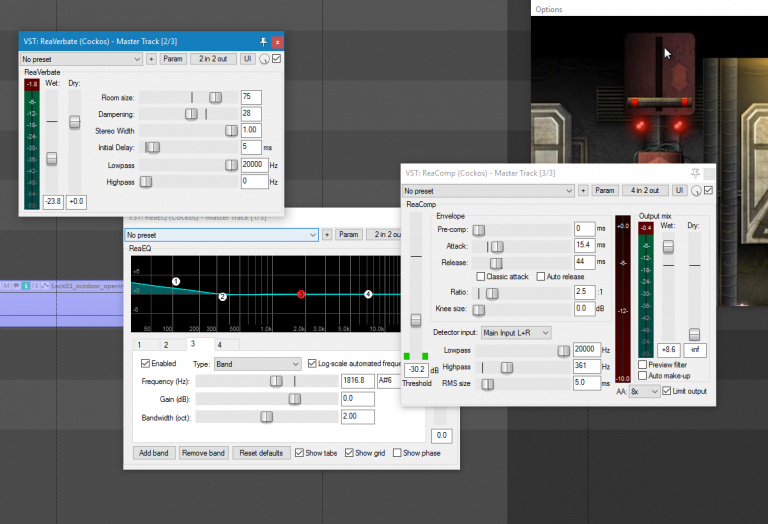 Options
VST: ReaVerbate (Cockos) - Master Track [2/3]
No preset
+
Param
2 in 2 out
UI
ReaVerbate
-1.8
Wet:
Dry:
-6-
-12-
-18-
-24-
-30-
-36-
-42-
-48-
-54-
-23.8
+0.0
Room size:
75
Dampening:
28
Stereo Width
1.00
Initial Delay:
5
ms
Lowpass
20000
Hz
Highpass
0
Hz
VST: ReaEQ (Cockos) - Master Track [1/3]
No preset
+
Param
2 in 2 out
ReaEQ
+6
+0
-6
1
2
3
4
50
100
200
300
500
1.0k
2.0k
3.0k
5.0k
10.0k
1
2
3
4
Enabled
Type:
Band
Log-scale automated freque
Frequency (Hz):
1816.8
A#6
Gain (dB):
0.0
Bandwidth (oct):
2.00
0.0
Add band
Remove band
Reset defaults
Show tabs
Show grid
Show phase
VST: ReaComp (Cockos) - Master Track [3/3]
No preset
+
Param
4 in 2 out
UI
ReaComp
Envelope
Pre-comp:
0
ms
Attack:
15.4
ms
Release:
44
ms
Classic attack
Auto release
Ratio:
2.5
:1
Knee size:
0.0
dB
Detector input:
Main Input L+R
Lowpass
20000
Hz
Highpass
361
Hz
RMS size
5.0
ms
-30.2
dB
Threshold
+0.0
-6-
-12-
-10.0
Output mix
-0.4
Wet:
Dry:
-6-
-12-
-18-
-24-
-30-
-36-
-42-
-48-
-54-
+8.6
-inf
Preview filter
Auto make-up
AA:
8x
Limit output
M
FX
Lock01_outdoor_openin